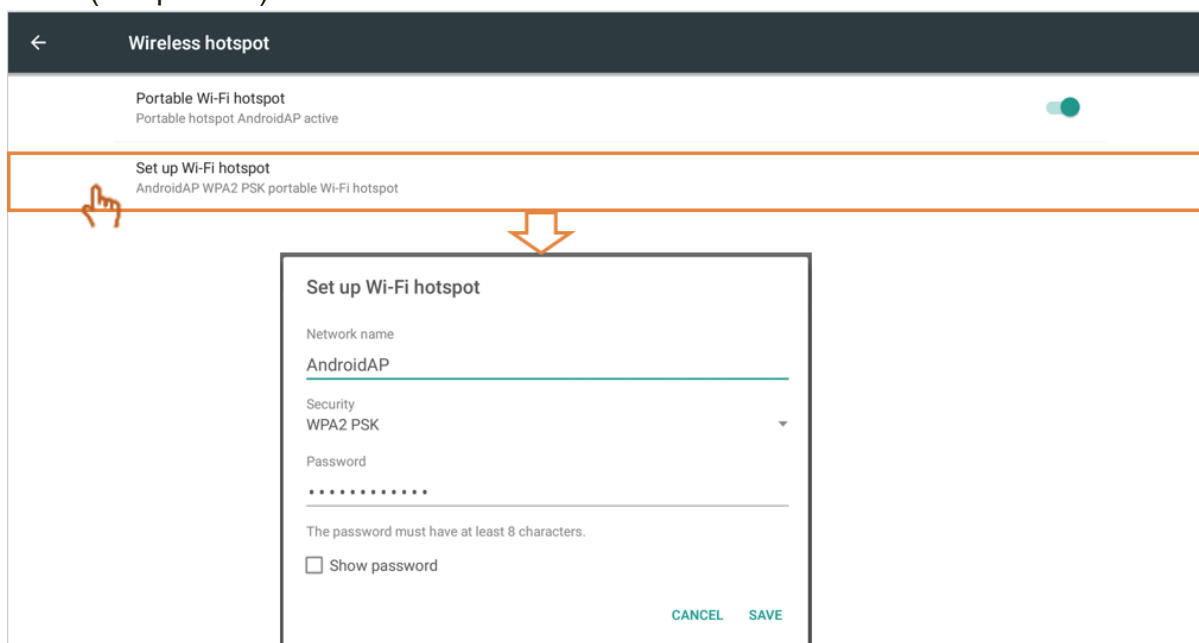 Wireless hotspot
Portable Wi-Fi hotspot
Portable hotspot AndroidAP active
Set up Wi-Fi hotspot
AndroidAP WPA2 PSK portable Wi-Fi hotspot
Set up Wi-Fi hotspot
Network name
AndroidAP
Security
WPA2 PSK
Password
••••••••••••
The password must have at least 8 characters.
Show password
CANCEL SAVE